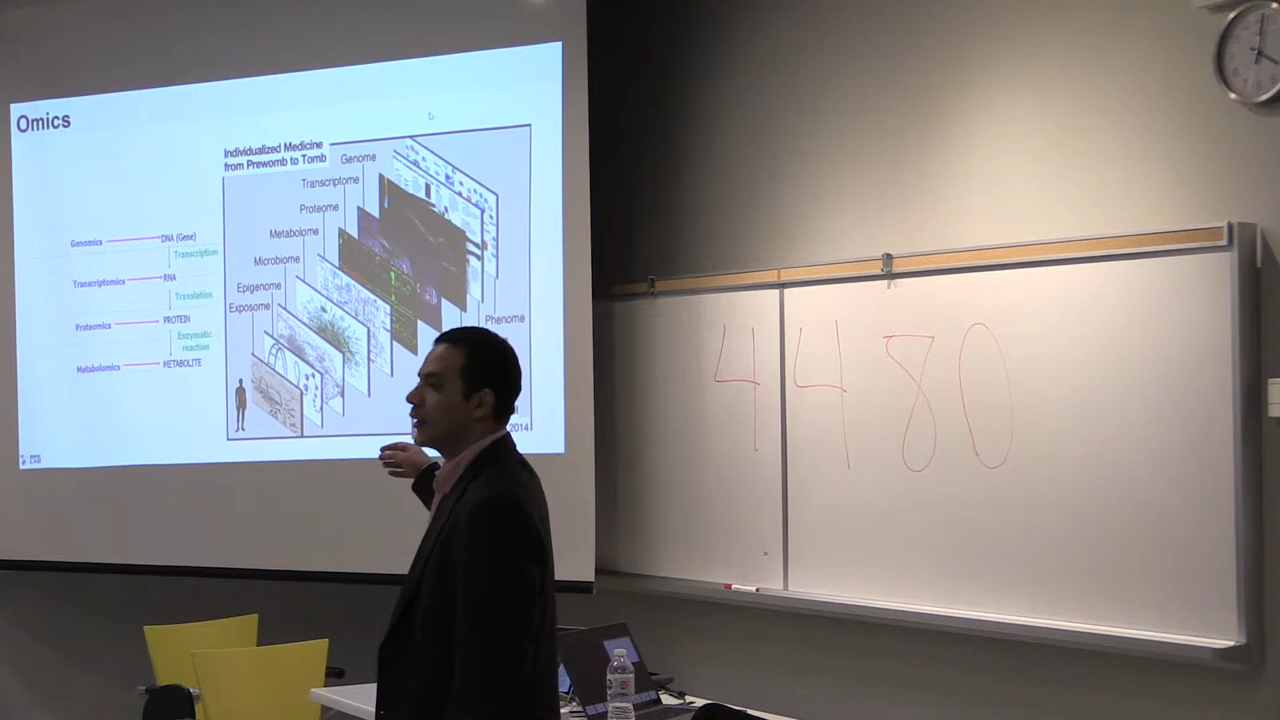 Omics
Individualized Medicine
from Prewomb to Tomb
Genome
Transcriptome
Proteome
Metabolome
Microbiome
Epigenome
Exposome
Phenome
Genomics DNA (Gene)
Transcription
Transcriptomics RNA
Translation
Proteomics PROTEIN
Enzymatic
reaction
Metabolomics METABOLITE
2014
LAB
4480